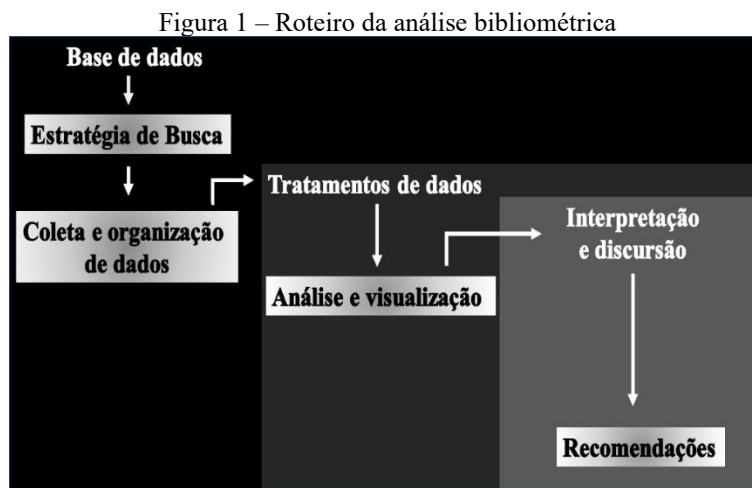 Figura 1 – Roteiro da análise bibliométrica
Base de dados
Estratégia de Busca
Coleta e organização
de dados
Tratamentos de dados
Análise e visualização
Interpretação
e discursão
Recomendações